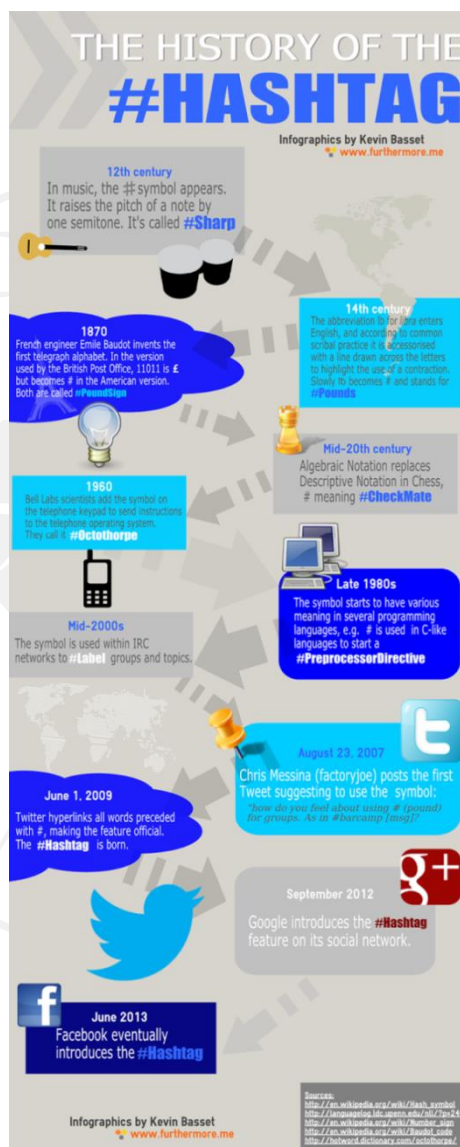 THE HISTORY OF THE
#HASHTAG
Infographics by Kevin Basset
www.furthermore.me
12th century
In music, the # symbol appears.
It raises the pitch of a note by
one semitone. It's called #Sharp
14th century
The abbreviation lb for libra enters
English, and according to common
scribal practice it is accessorised
with a line drawn across the letters
to highlight the use of a contraction.
Slowly lb becomes # and stands for
#Pounds
1870
French engineer Emile Baudot invents the
first telegraph alphabet. In the version
used by the British Post Office, 11011 is £
but becomes # in the American version.
Both are called #PoundSign
Mid-20th century
Algebraic Notation replaces
Descriptive Notation in Chess,
# meaning #CheckMate
1960
Bell Labs scientists add the symbol on
the telephone keypad to send instructions
to the telephone operating system.
They call it #Octothorpe
Late 1980s
The symbol starts to have various
meaning in several programming
languages, e.g. # is used in C-like
languages to start a
#PreprocessorDirective
Mid-2000s
The symbol is used within IRC
networks to #Label groups and topics.
August 23, 2007
Chris Messina (factoryjoe) posts the first
Tweet suggesting to use the symbol:
"how do you feel about using # (pound)
for groups. As in #barcamp [msg]?
June 1, 2009
Twitter hyperlinks all words preceded
with #, making the feature official.
The #Hashtag is born.
g+
September 2012
Google introduces the #Hashtag
feature on its social network.
June 2013
Facebook eventually
introduces the #Hashtag
Infographics by Kevin Basset
www.furthermore.me
Sources:
http://en.wikipedia.org/wiki/Hash_symbol
http://languagelog.ldc.upenn.edu/nll/?p=24
http://en.wikipedia.org/wiki/Number_sign
http://en.wikipedia.org/wiki/Baudot_code
http://hotword.dictionary.com/octothorpe